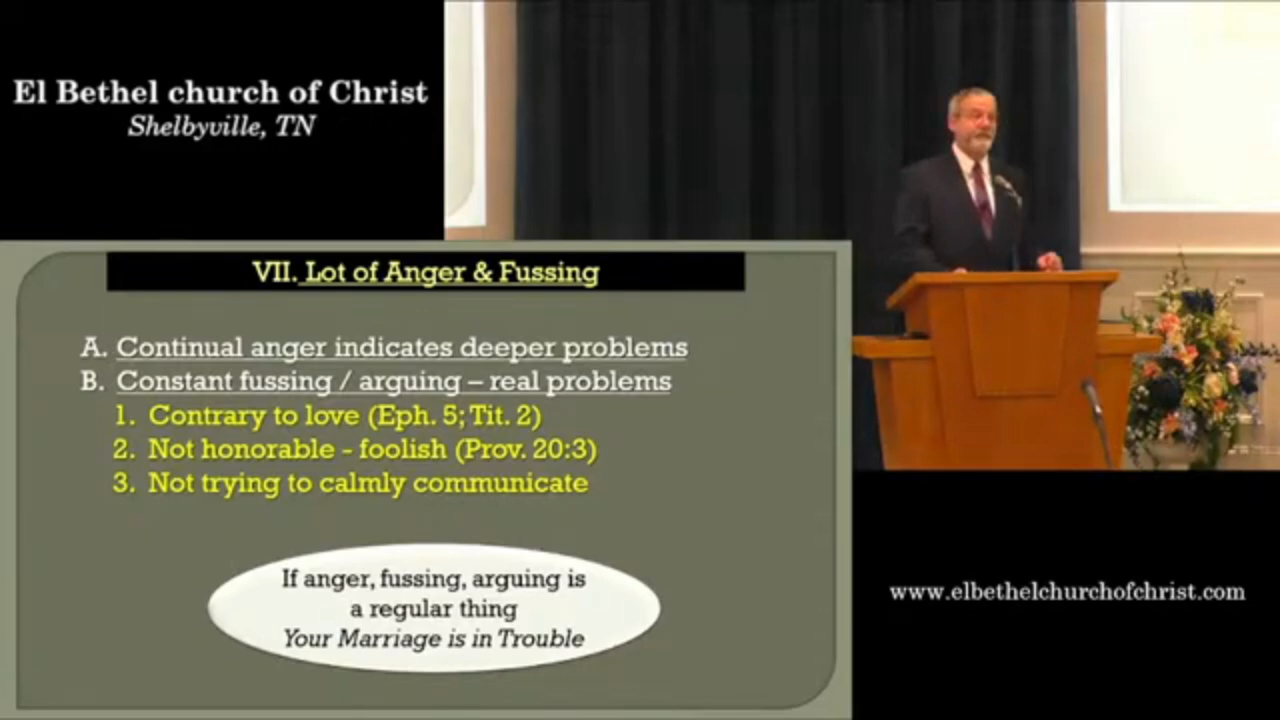 El Bethel church of Christ
Shelbyville, TN
VII. Lot of Anger & Fussing
A. Continual anger indicates deeper problems
B. Constant fussing / arguing – real problems
1. Contrary to love (Eph. 5; Tit. 2)
2. Not honorable - foolish (Prov. 20:3)
3. Not trying to calmly communicate
If anger, fussing, arguing is
a regular thing
Your Marriage is in Trouble
www.elbethelchurchofchrist.com